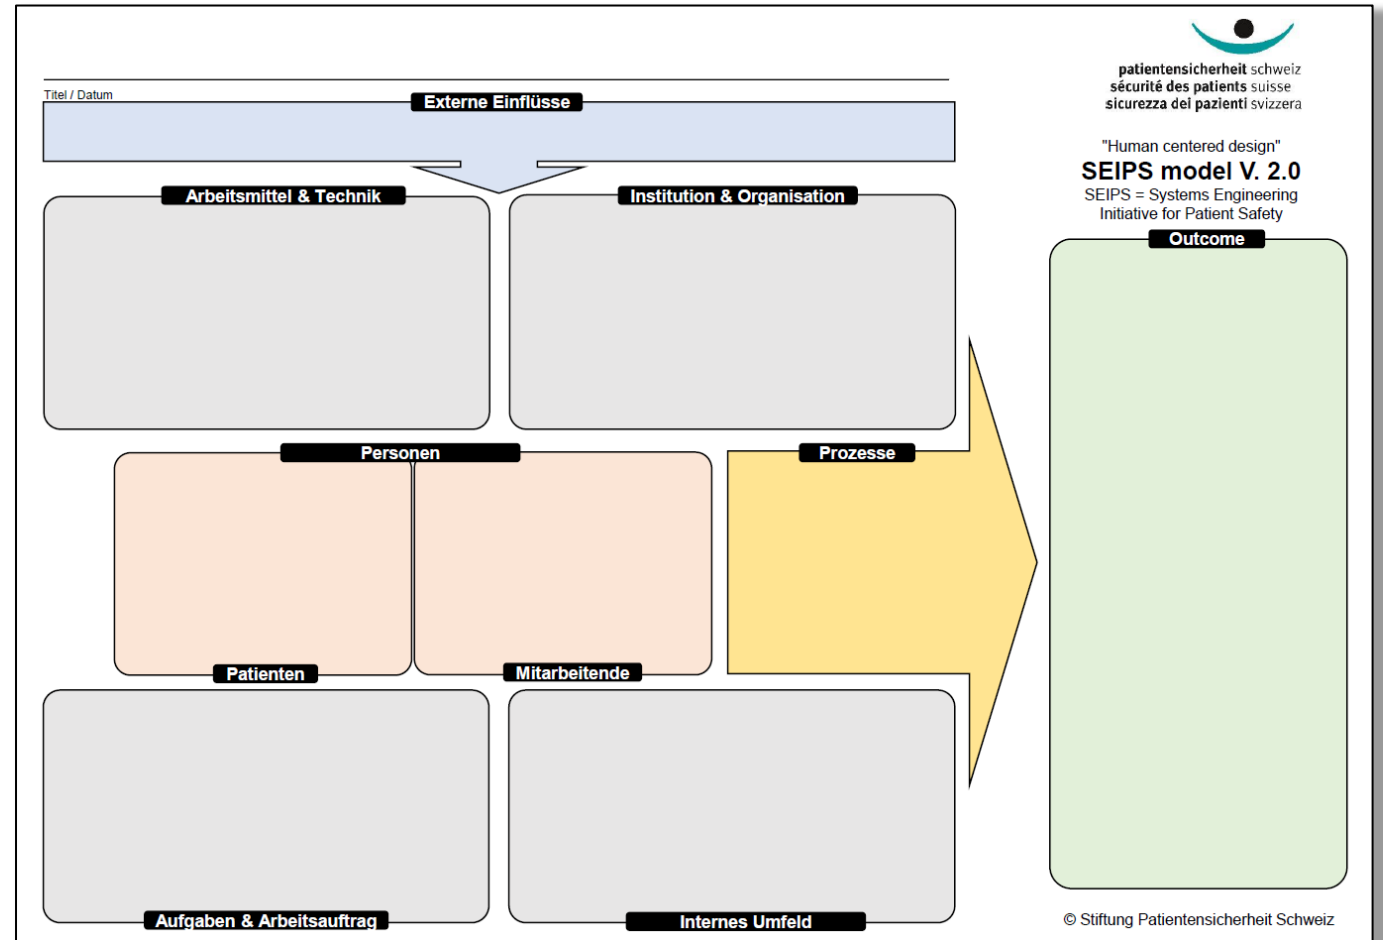 Titel / Datum
Externe Einflüsse
patientensicherheit schweiz
sécurité des patients suisse
sicurezza dei pazienti svizzera
"Human centered design"
SEIPS model V. 2.0
SEIPS = Systems Engineering
Initiative for Patient Safety
Arbeitsmittel & Technik
Institution & Organisation
Outcome
Personen
Prozesse
Patienten
Mitarbeitende
Aufgaben & Arbeitsauftrag
Internes Umfeld
© Stiftung Patientensicherheit Schweiz